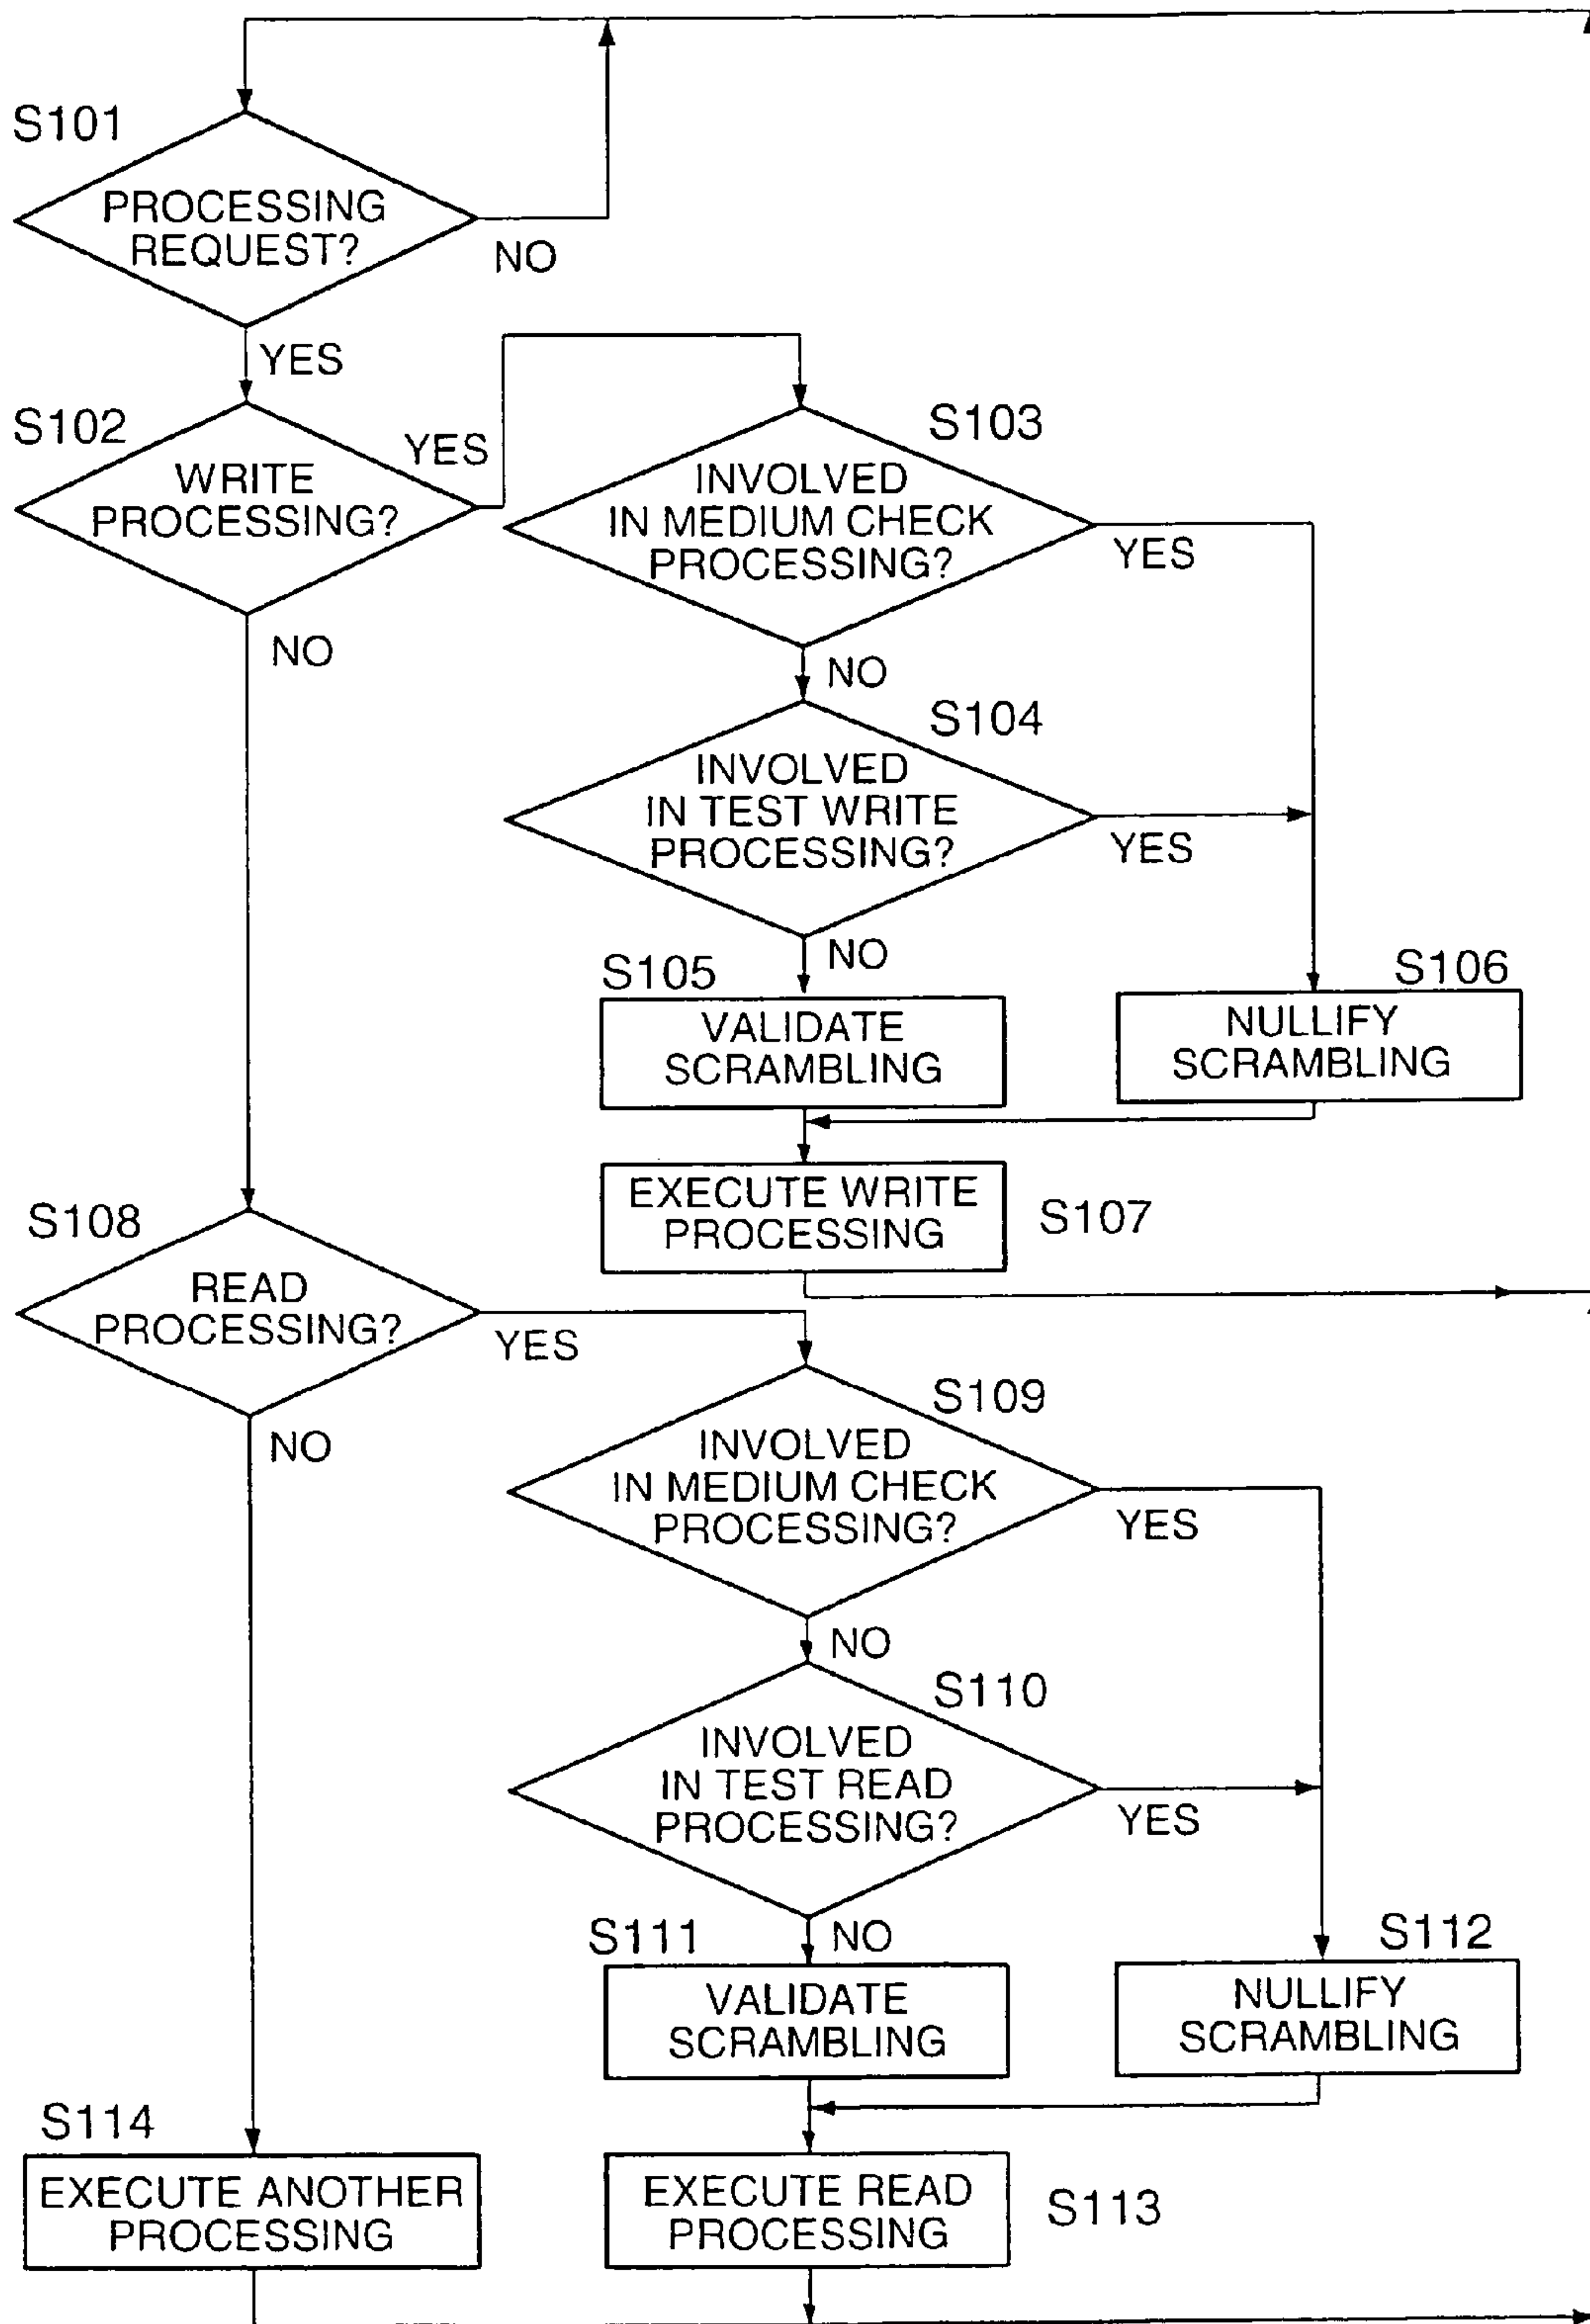 S101
PROCESSING
REQUEST?
NO
YES
S102
WRITE
PROCESSING?
YES
NO
S103
INVOLVED
IN MEDIUM CHECK
PROCESSING?
YES
NO
S104
INVOLVED
IN TEST WRITE
PROCESSING?
YES
NO
S105
VALIDATE
SCRAMBLING
S106
NULLIFY
SCRAMBLING
EXECUTE WRITE
PROCESSING
S107
S108
READ
PROCESSING?
YES
NO
S109
INVOLVED
IN MEDIUM CHECK
PROCESSING?
YES
NO
S110
INVOLVED
IN TEST READ
PROCESSING?
YES
NO
S111
VALIDATE
SCRAMBLING
S112
NULLIFY
SCRAMBLING
S114
EXECUTE ANOTHER
PROCESSING
EXECUTE READ
PROCESSING
S113